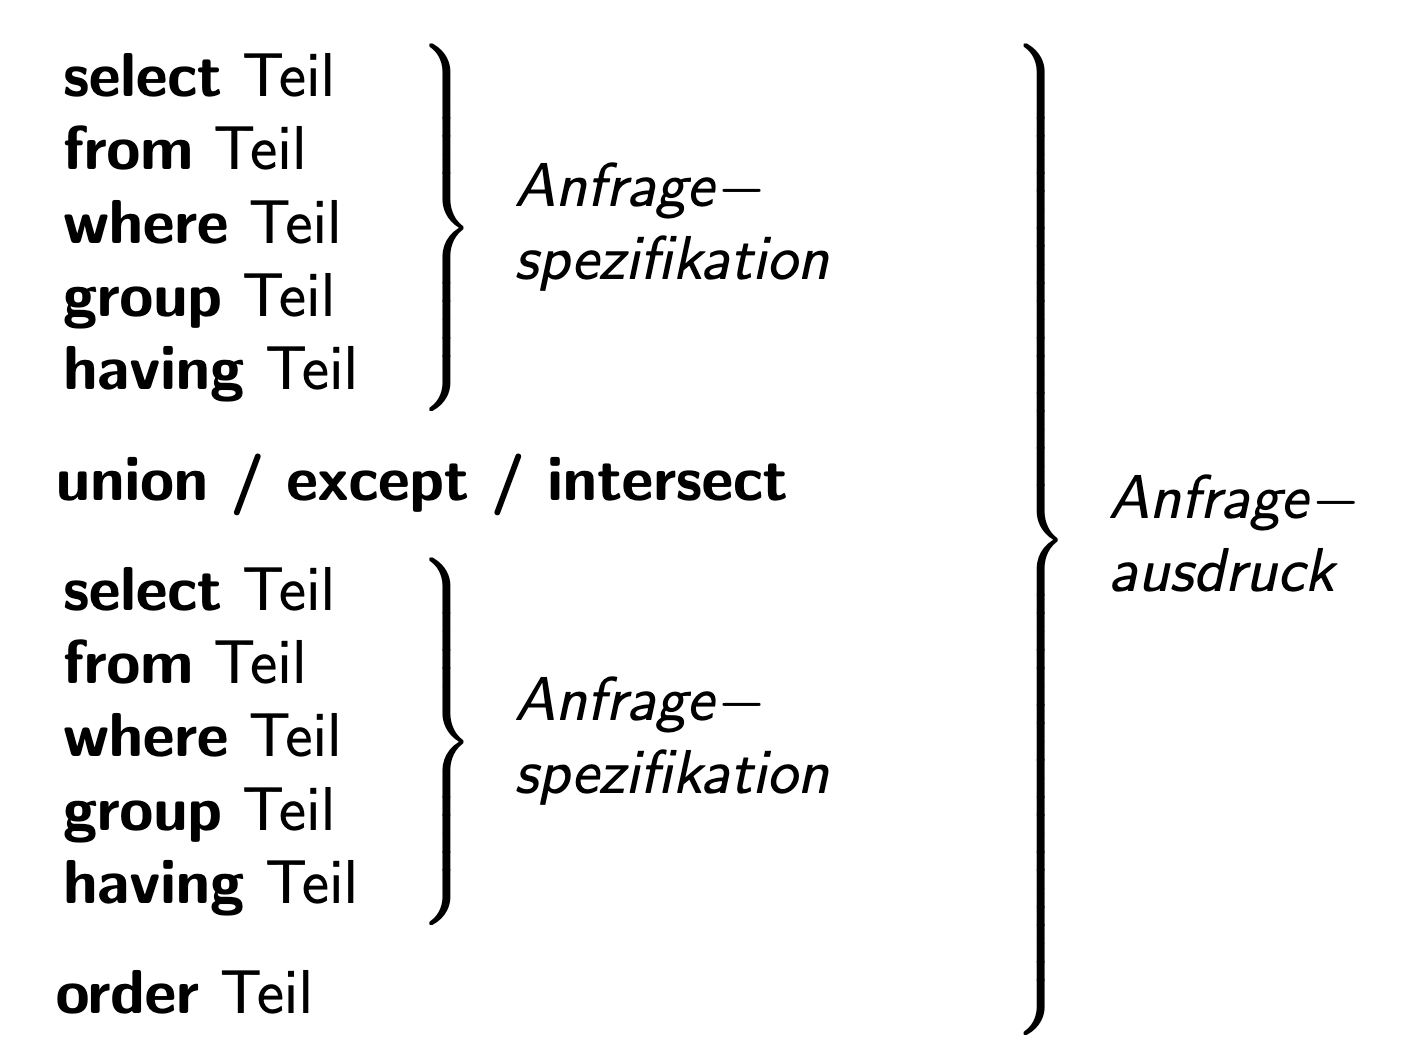 select Teil
from Teil
where Teil
group Teil
having Teil
Anfrage–
spezifikation
union / except / intersect
select Teil
from Teil
where Teil
group Teil
having Teil
Anfrage–
spezifikation
order Teil
Anfrage–
ausdruck